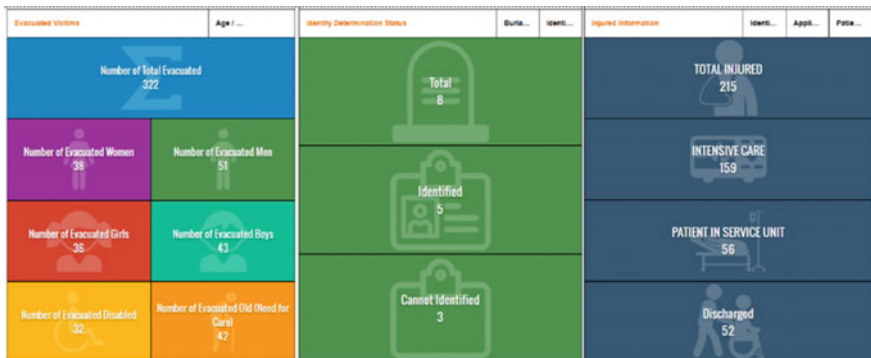 Evacuated Victims
Age / ...
Number of Total Evacuated
322
Number of Evacuated Women
38
Number of Evacuated Men
51
Number of Evacuated Girls
36
Number of Evacuated Boys
43
Number of Evacuated Disabled
32
Number of Evacuated Old (Need for
Care)
42
Identity Determination Status
Buria...
Identi...
Total
8
Identified
5
Cannot Identified
3
Injured Information
Identi...
Appli...
Patie...
TOTAL INJURED
215
INTENSIVE CARE
159
PATIENT IN SERVICE UNIT
56
Discharged
52